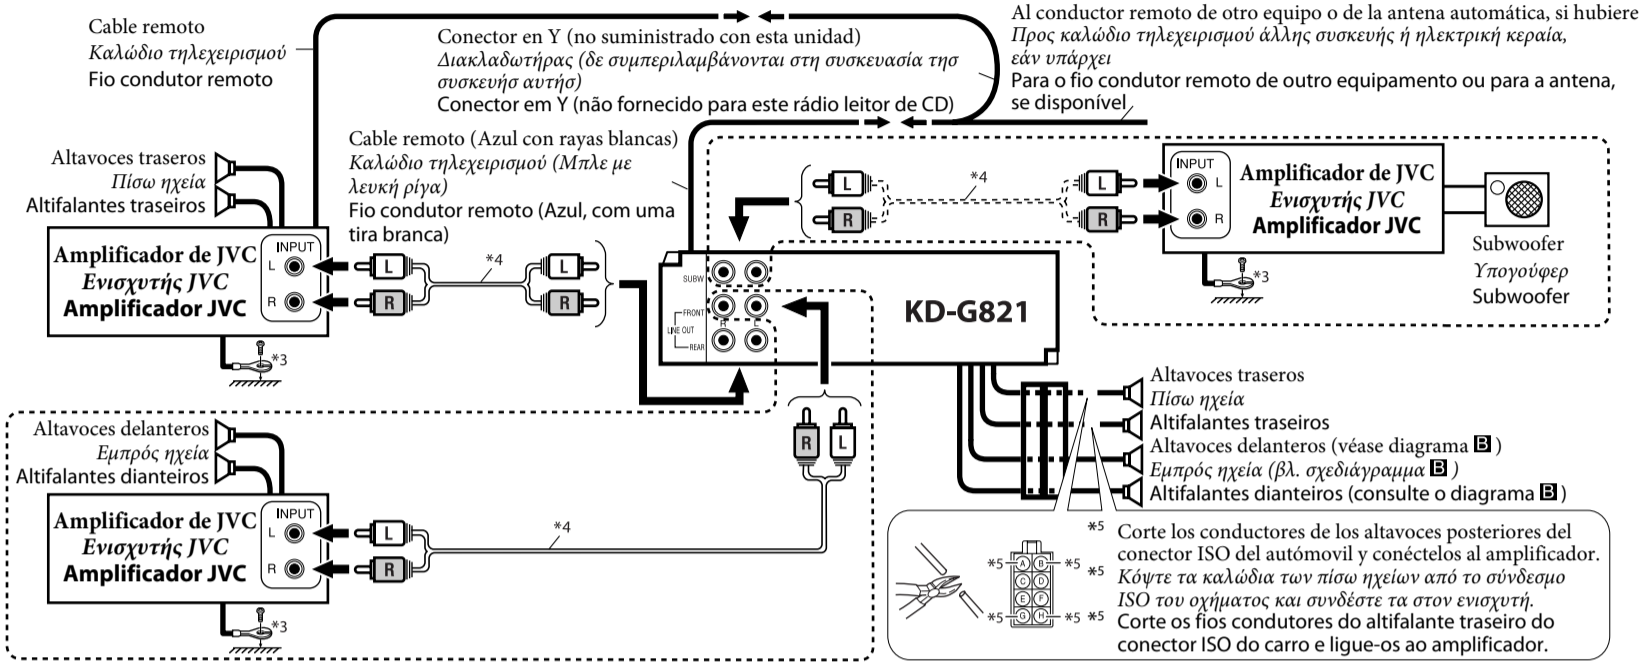 Cable remoto
Καλώδιο τηλεχειρισμού
Fio condutor remoto
Conector en Y (no suministrado con esta unidad)
Διακλαδωτήρας (δε συμπεριλαμβάνονται στη συσκευασία τησ
συσκευήσ αυτήσ)
Conector em Y (não fornecido para este rádio leitor de CD)
Al conductor remoto de otro equipo o de la antena automática, si hubiere
Προς καλώδιο τηλεχειρισμού άλλης συσκευής ή ηλεκτρική κεραία,
εάν υπάρχει
Para o fio condutor remoto de outro equipamento ou para a antena,
se disponível
Cable remoto (Azul con rayas blancas)
Καλώδιο τηλεχειρισμού (Μπλε με
λευκή ρίγα)
Fio condutor remoto (Azul, com uma
tira branca)
Altavoces traseros
Πίσω ηχεία
Altifalantes traseiros
Amplificador de JVC
Ενισχυτής JVC
Amplificador JVC
INPUT
L
R
*3
L
R
*4
L
R
L
R
*4
L
R
INPUT
L
R
Amplificador de JVC
Ενισχυτής JVC
Amplificador JVC
*3
Subwoofer
Υπογούφερ
Subwoofer
SUBW
FRONT
R L
LINE OUT
REAR
KD-G821
Altavoces delanteros
Εμπρός ηχεία
Altifalantes dianteiros
Amplificador de JVC
Ενισχυτής JVC
Amplificador JVC
INPUT
L
R
*3
L
R
*4
R L
Altavoces traseros
Πίσω ηχεία
Altifalantes traseiros
Altavoces delanteros (véase diagrama B )
Εμπρός ηχεία (βλ. σχεδιάγραμμα B )
Altifalantes dianteiros (consulte o diagrama B )
*5 A B *5
C D
E F
*5 G H *5
*5
*5
*5
Corte los conductores de los altavoces posteriores del
conector ISO del autómovil y conéctelos al amplificador.
Κόψτε τα καλώδια των πίσω ηχείων από το σύνδεσμο
ISO του οχήματος και συνδέστε τα στον ενισχυτή.
Corte os fios condutores do altifalante traseiro do
conector ISO do carro e ligue-os ao amplificador.